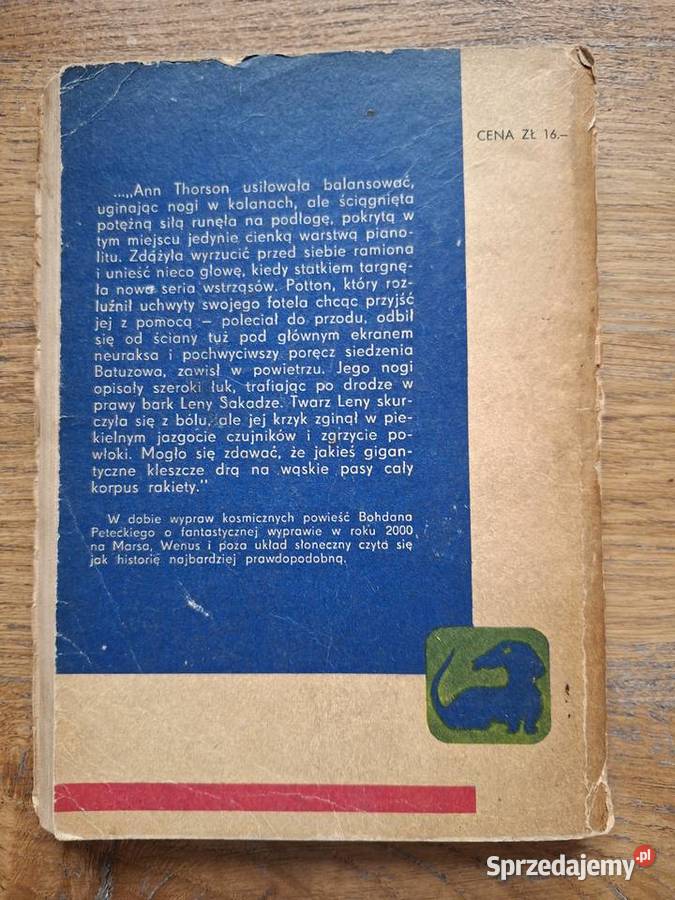 CENA ZŁ 16.–
...„Ann Thorson usiłowała balansować,
uginając nogi w kolanach, ale ściągnięta
potężną siłą runęła na podłogę, pokrytą w
tym miejscu jedynie cienką warstwą piano-
litu. Zdążyła wyrzucić przed siebie ramiona
i unieść nieco głowę, kiedy statkiem targnę-
ła nowa seria wstrząsów. Potton, który roz-
luźnił uchwyty swojego fotela chcąc przyjść
jej z pomocą – poleciał do przodu, odbił
się od ściany tuż pod głównym ekranem
neuraksa i pochwyciwszy poręcz siedzenia
Batuzowa, zawisł w powietrzu. Jego nogi
opisały szeroki łuk, trafiając po drodze w
prawy bark Leny Sakadze. Twarz Leny skur-
czyła się z bólu, ale jej krzyk zginął w pie-
kielnym jazgocie czujników i zgrzycie po-
włoki. Mogło się zdawać, że jakieś gigan-
tyczne kleszcze drą na wąskie pasy cały
korpus rakiety."
W dobie wypraw kosmicznych powieść Bohdana
Peteckiego o fantastycznej wyprawie w roku 2000
na Marsa, Wenus i poza układ słoneczny czyta się
jak historię najbardziej prawdopodobną.
Sprzedajemy.pl